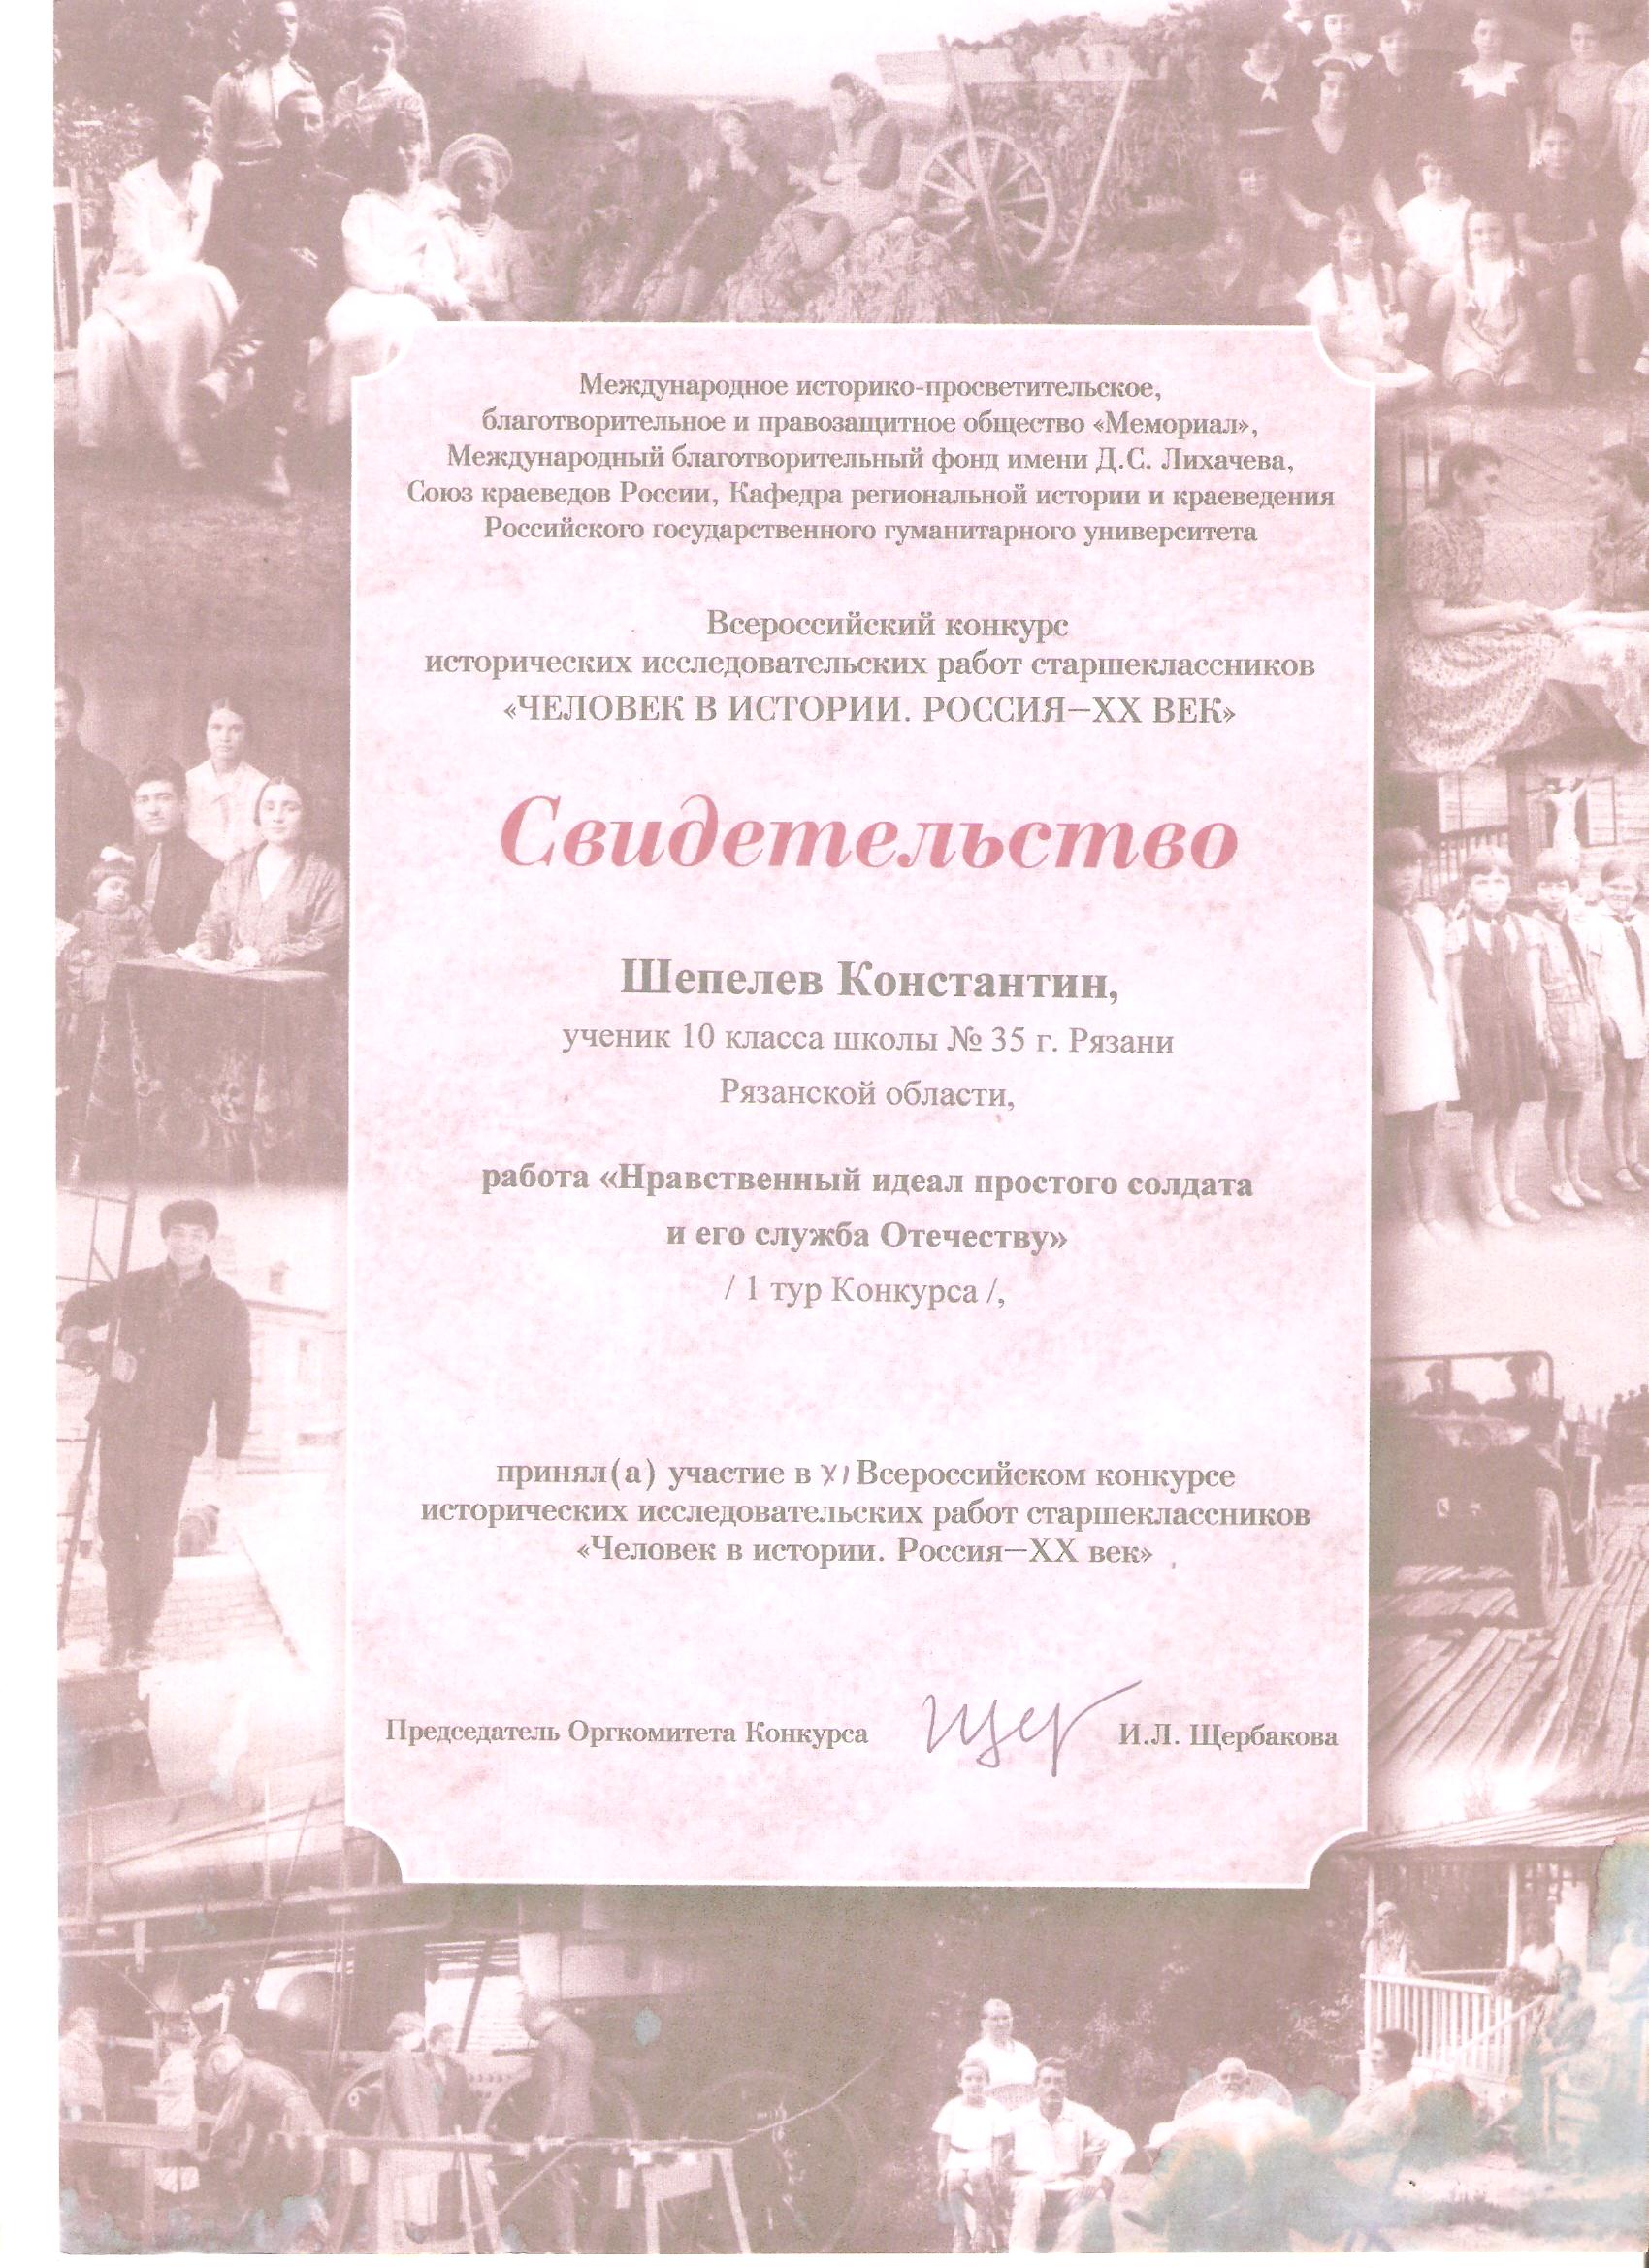 Международное историко-просветительское,
благотворительное и правозащитное общество «Мемориал»,
Международный благотворительный фонд имени Д.С. Лихачева,
Союз краеведов России, Кафедра региональной истории и краеведения
Российского государственного гуманитарного университета
Всероссийский конкурс
исторических исследовательских работ старшеклассников
«ЧЕЛОВЕК В ИСТОРИИ. РОССИЯ–XX ВЕК»
Свидетельство
Шепелев Константин,
ученик 10 класса школы № 35 г. Рязани
Рязанской области,
работа «Нравственный идеал простого солдата
и его служба Отечеству»
/ 1 тур Конкурса /,
принял(а) участие в XI Всероссийском конкурсе
исторических исследовательских работ старшеклассников
«Человек в истории. Россия–XX век»
Председатель Оргкомитета Конкурса Щер И.Л. Щербакова